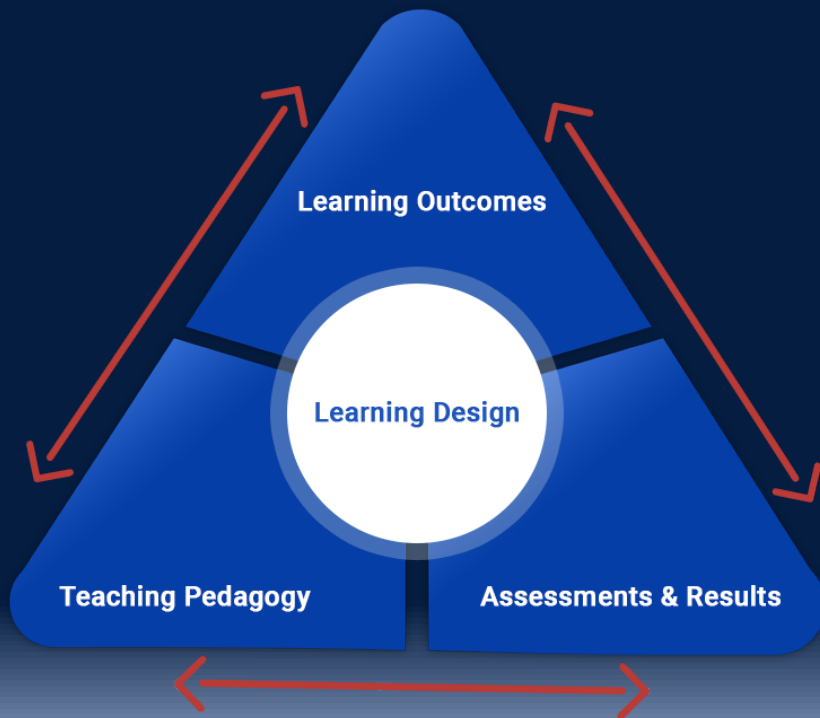 Learning Outcomes
Learning Design
Teaching Pedagogy
Assessments & Results